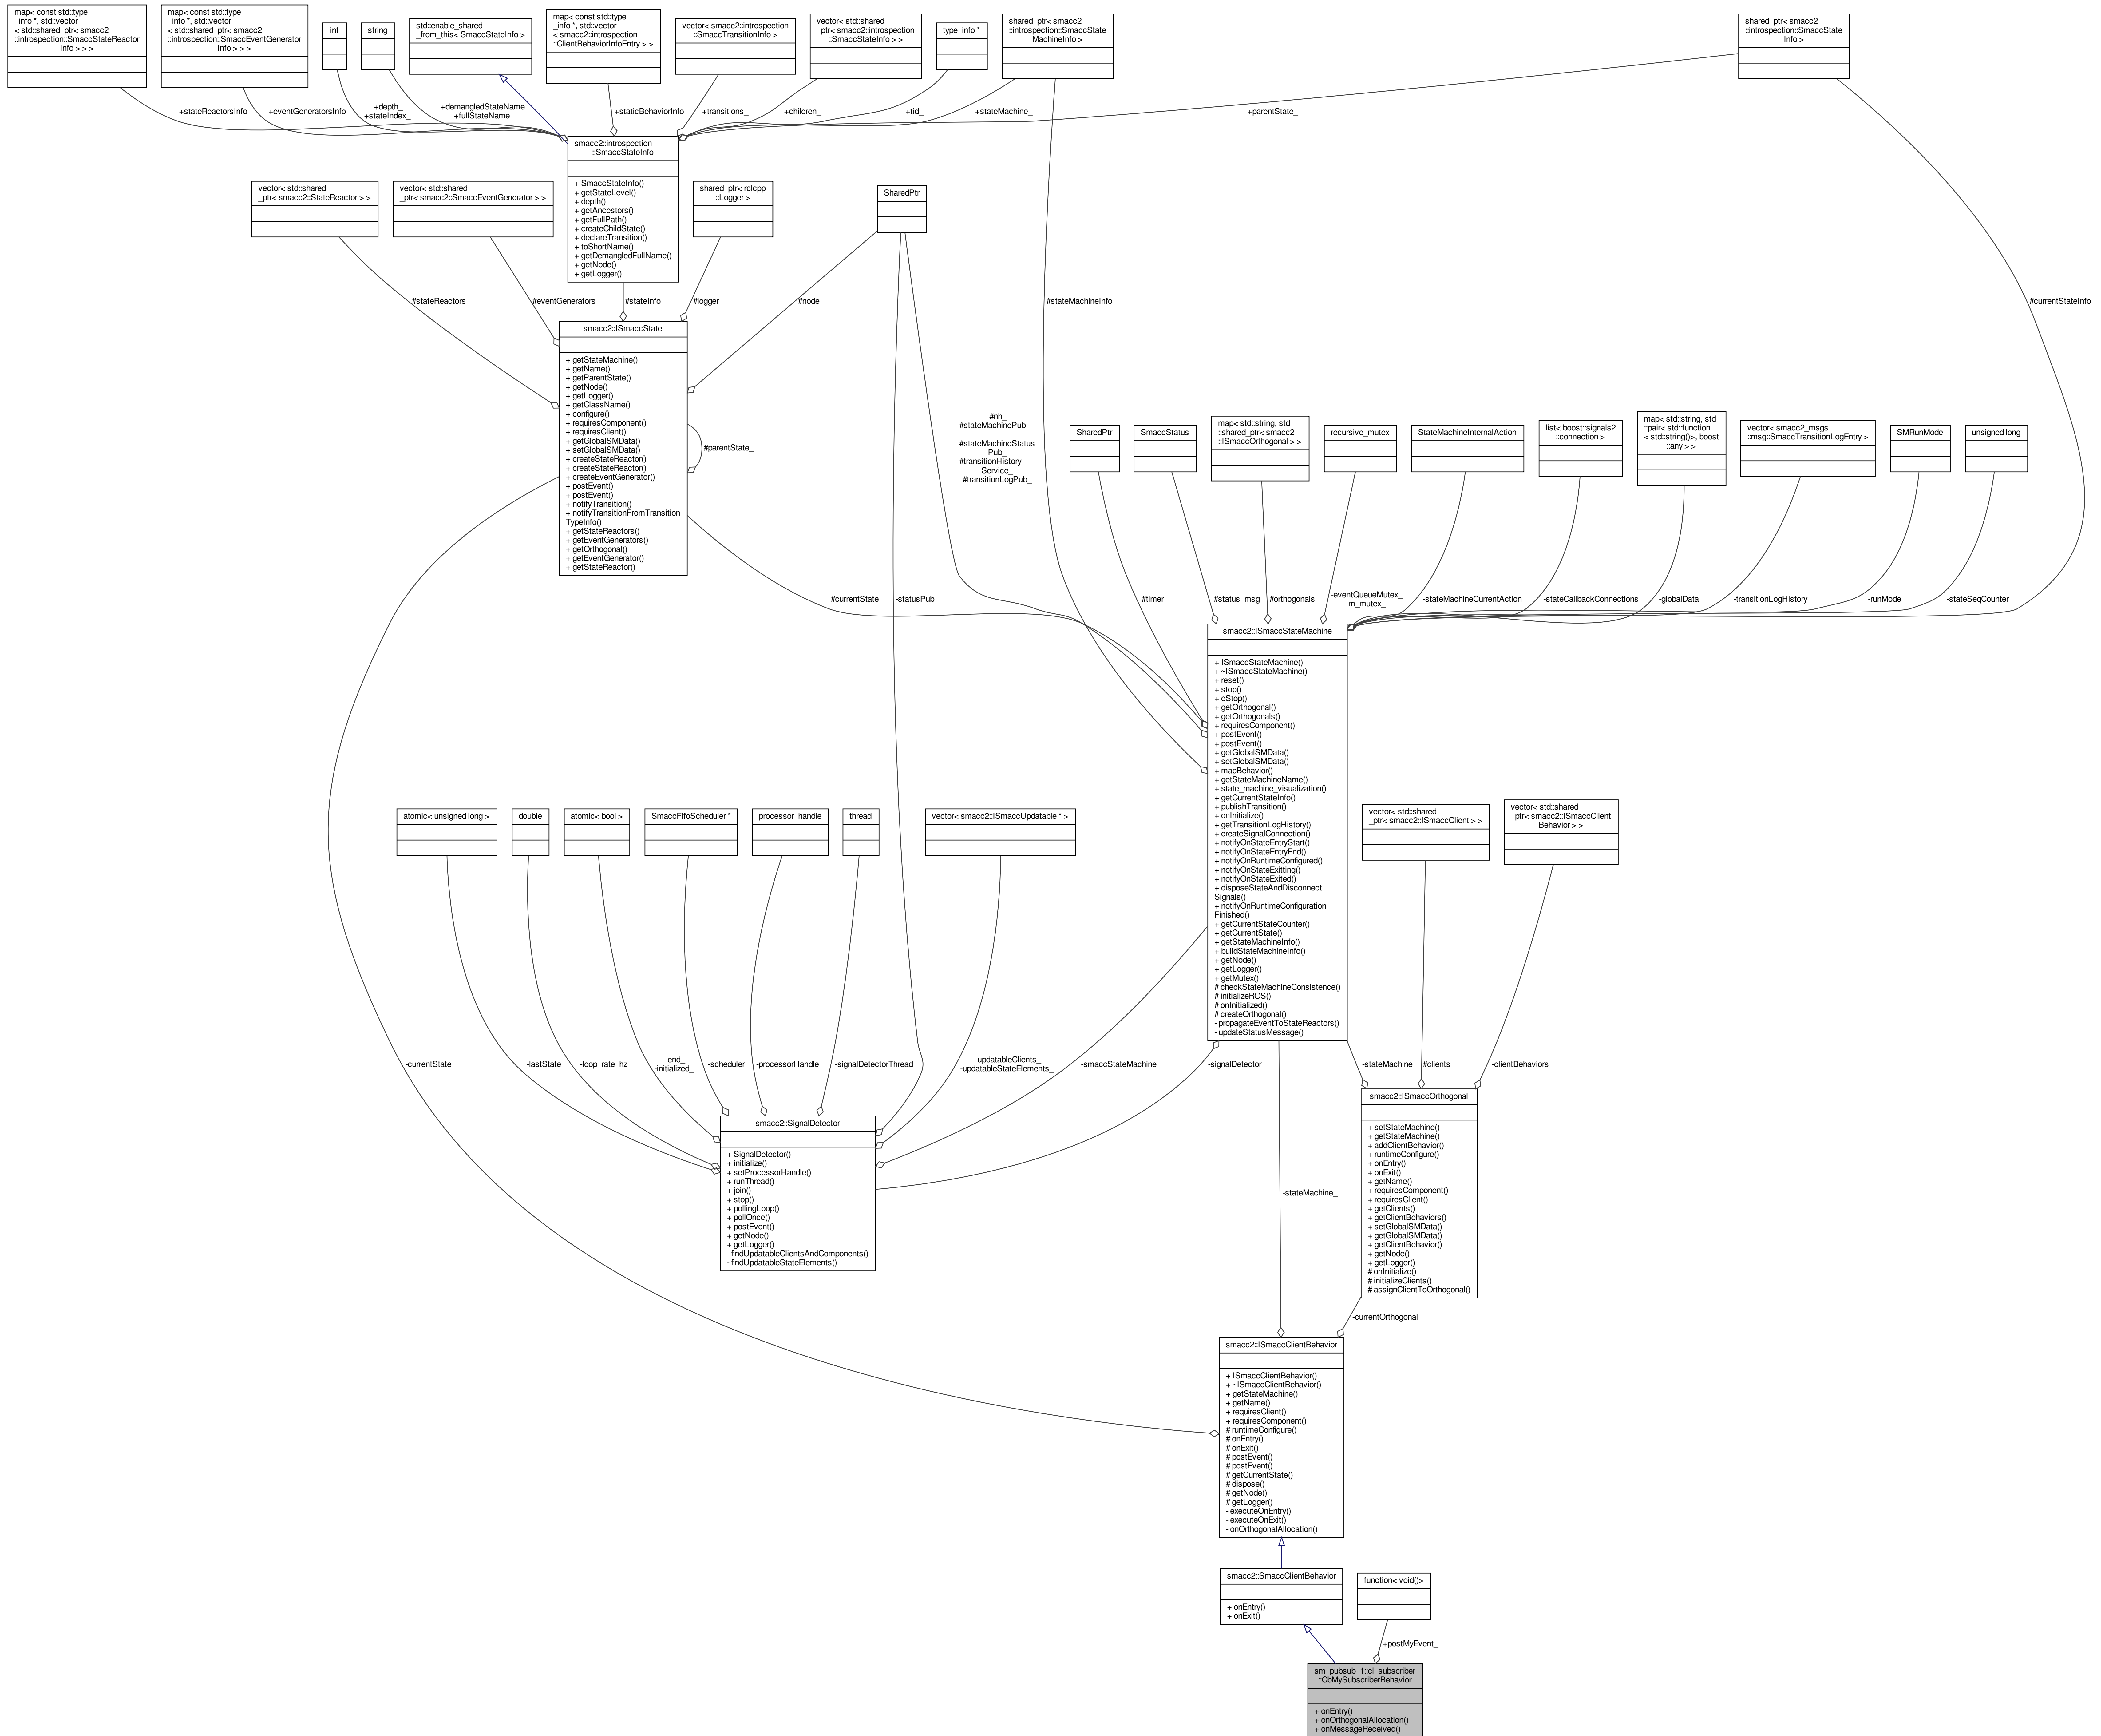 map< const std::type
_info *, std::vector
< std::shared_ptr< smacc2
::introspection::SmaccStateReactor
Info > > >
map< const std::type
_info *, std::vector
< std::shared_ptr< smacc2
::introspection::SmaccEventGenerator
Info > > >
int
string
std::enable_shared
_from_this< SmaccStateInfo >
map< const std::type
_info *, std::vector
< smacc2::introspection
::ClientBehaviorInfoEntry > >
vector< smacc2::introspection
::SmaccTransitionInfo >
vector< std::shared
_ptr< smacc2::introspection
::SmaccStateInfo > >
type_info *
shared_ptr< smacc2
::introspection::SmaccState
MachineInfo >
shared_ptr< smacc2
::introspection::SmaccState
Info >
+stateReactorsInfo
+eventGeneratorsInfo
+depth_
+stateIndex_
+demangledStateName
+fullStateName
+staticBehaviorInfo
+transitions_
+children_
+tid_
+stateMachine_
+parentState_
smacc2::introspection
::SmaccStateInfo
+ SmaccStateInfo()
+ getStateLevel()
+ depth()
+ getAncestors()
+ getFullPath()
+ createChildState()
+ declareTransition()
+ toShortName()
+ getDemangledFullName()
+ getNode()
+ getLogger()
vector< std::shared
_ptr< smacc2::StateReactor > >
vector< std::shared
_ptr< smacc2::SmaccEventGenerator > >
shared_ptr< rclcpp
::Logger >
SharedPtr
#stateReactors_
#eventGenerators_
#stateInfo_
#logger_
#node_
#stateMachineInfo_
#currentStateInfo_
smacc2::ISmaccState
+ getStateMachine()
+ getName()
+ getParentState()
+ getNode()
+ getLogger()
+ getClassName()
+ configure()
+ requiresComponent()
+ requiresClient()
+ getGlobalSMData()
+ setGlobalSMData()
+ createStateReactor()
+ createStateReactor()
+ createEventGenerator()
+ postEvent()
+ postEvent()
+ notifyTransition()
+ notifyTransitionFromTransition
TypeInfo()
+ getStateReactors()
+ getEventGenerators()
+ getOrthogonal()
+ getEventGenerator()
+ getStateReactor()
#parentState_
#nh_
#stateMachinePub
_
#stateMachineStatus
Pub_
#transitionHistory
Service_
#transitionLogPub_
SharedPtr
SmaccStatus
map< std::string, std
::shared_ptr< smacc2
::ISmaccOrthogonal > >
recursive_mutex
StateMachineInternalAction
list< boost::signals2
::connection >
map< std::string, std
::pair< std::function
< std::string()>, boost
::any > >
vector< smacc2_msgs
::msg::SmaccTransitionLogEntry >
SMRunMode
unsigned long
#currentState_
-statusPub_
#timer_
#status_msg_
#orthogonals_
-eventQueueMutex_
-m_mutex_
-stateMachineCurrentAction
-stateCallbackConnections
-globalData_
-transitionLogHistory_
-runMode_
-stateSeqCounter_
smacc2::ISmaccStateMachine
+ ISmaccStateMachine()
+ ~ISmaccStateMachine()
+ reset()
+ stop()
+ eStop()
+ getOrthogonal()
+ getOrthogonals()
+ requiresComponent()
+ postEvent()
+ postEvent()
+ getGlobalSMData()
+ setGlobalSMData()
+ mapBehavior()
+ getStateMachineName()
+ state_machine_visualization()
+ getCurrentStateInfo()
+ publishTransition()
+ onInitialize()
+ getTransitionLogHistory()
+ createSignalConnection()
+ notifyOnStateEntryStart()
+ notifyOnStateEntryEnd()
+ notifyOnRuntimeConfigured()
+ notifyOnStateExitting()
+ notifyOnStateExited()
+ disposeStateAndDisconnect
Signals()
+ notifyOnRuntimeConfiguration
Finished()
+ getCurrentStateCounter()
+ getCurrentState()
+ getStateMachineInfo()
+ buildStateMachineInfo()
+ getNode()
+ getLogger()
+ getMutex()
# checkStateMachineConsistence()
# initializeROS()
# onInitialized()
# createOrthogonal()
- propagateEventToStateReactors()
- updateStatusMessage()
atomic< unsigned long >
double
atomic< bool >
SmaccFifoScheduler *
processor_handle
thread
vector< smacc2::ISmaccUpdatable * >
vector< std::shared
_ptr< smacc2::ISmaccClient > >
vector< std::shared
_ptr< smacc2::ISmaccClient
Behavior > >
-currentState
-lastState_
-loop_rate_hz
-end_
-initialized_
-scheduler_
-processorHandle_
-signalDetectorThread_
-updatableClients_
-updatableStateElements_
-smaccStateMachine_
-signalDetector_
-stateMachine_
#clients_
-clientBehaviors_
smacc2::SignalDetector
+ SignalDetector()
+ initialize()
+ setProcessorHandle()
+ runThread()
+ join()
+ stop()
+ pollingLoop()
+ pollOnce()
+ postEvent()
+ getNode()
+ getLogger()
- findUpdatableClientsAndComponents()
- findUpdatableStateElements()
smacc2::ISmaccOrthogonal
+ setStateMachine()
+ getStateMachine()
+ addClientBehavior()
+ runtimeConfigure()
+ onEntry()
+ onExit()
+ getName()
+ requiresComponent()
+ requiresClient()
+ getClients()
+ getClientBehaviors()
+ setGlobalSMData()
+ getGlobalSMData()
+ getClientBehavior()
+ getNode()
+ getLogger()
# onInitialize()
# initializeClients()
# assignClientToOrthogonal()
-stateMachine_
-currentOrthogonal
smacc2::ISmaccClientBehavior
+ ISmaccClientBehavior()
+ ~ISmaccClientBehavior()
+ getStateMachine()
+ getName()
+ requiresClient()
+ requiresComponent()
# runtimeConfigure()
# onEntry()
# onExit()
# postEvent()
# postEvent()
# getCurrentState()
# dispose()
# getNode()
# getLogger()
- executeOnEntry()
- executeOnExit()
- onOrthogonalAllocation()
smacc2::SmaccClientBehavior
+ onEntry()
+ onExit()
function< void()>
+postMyEvent_
sm_pubsub_1::cl_subscriber
::CbMySubscriberBehavior
+ onEntry()
+ onOrthogonalAllocation()
+ onMessageReceived()